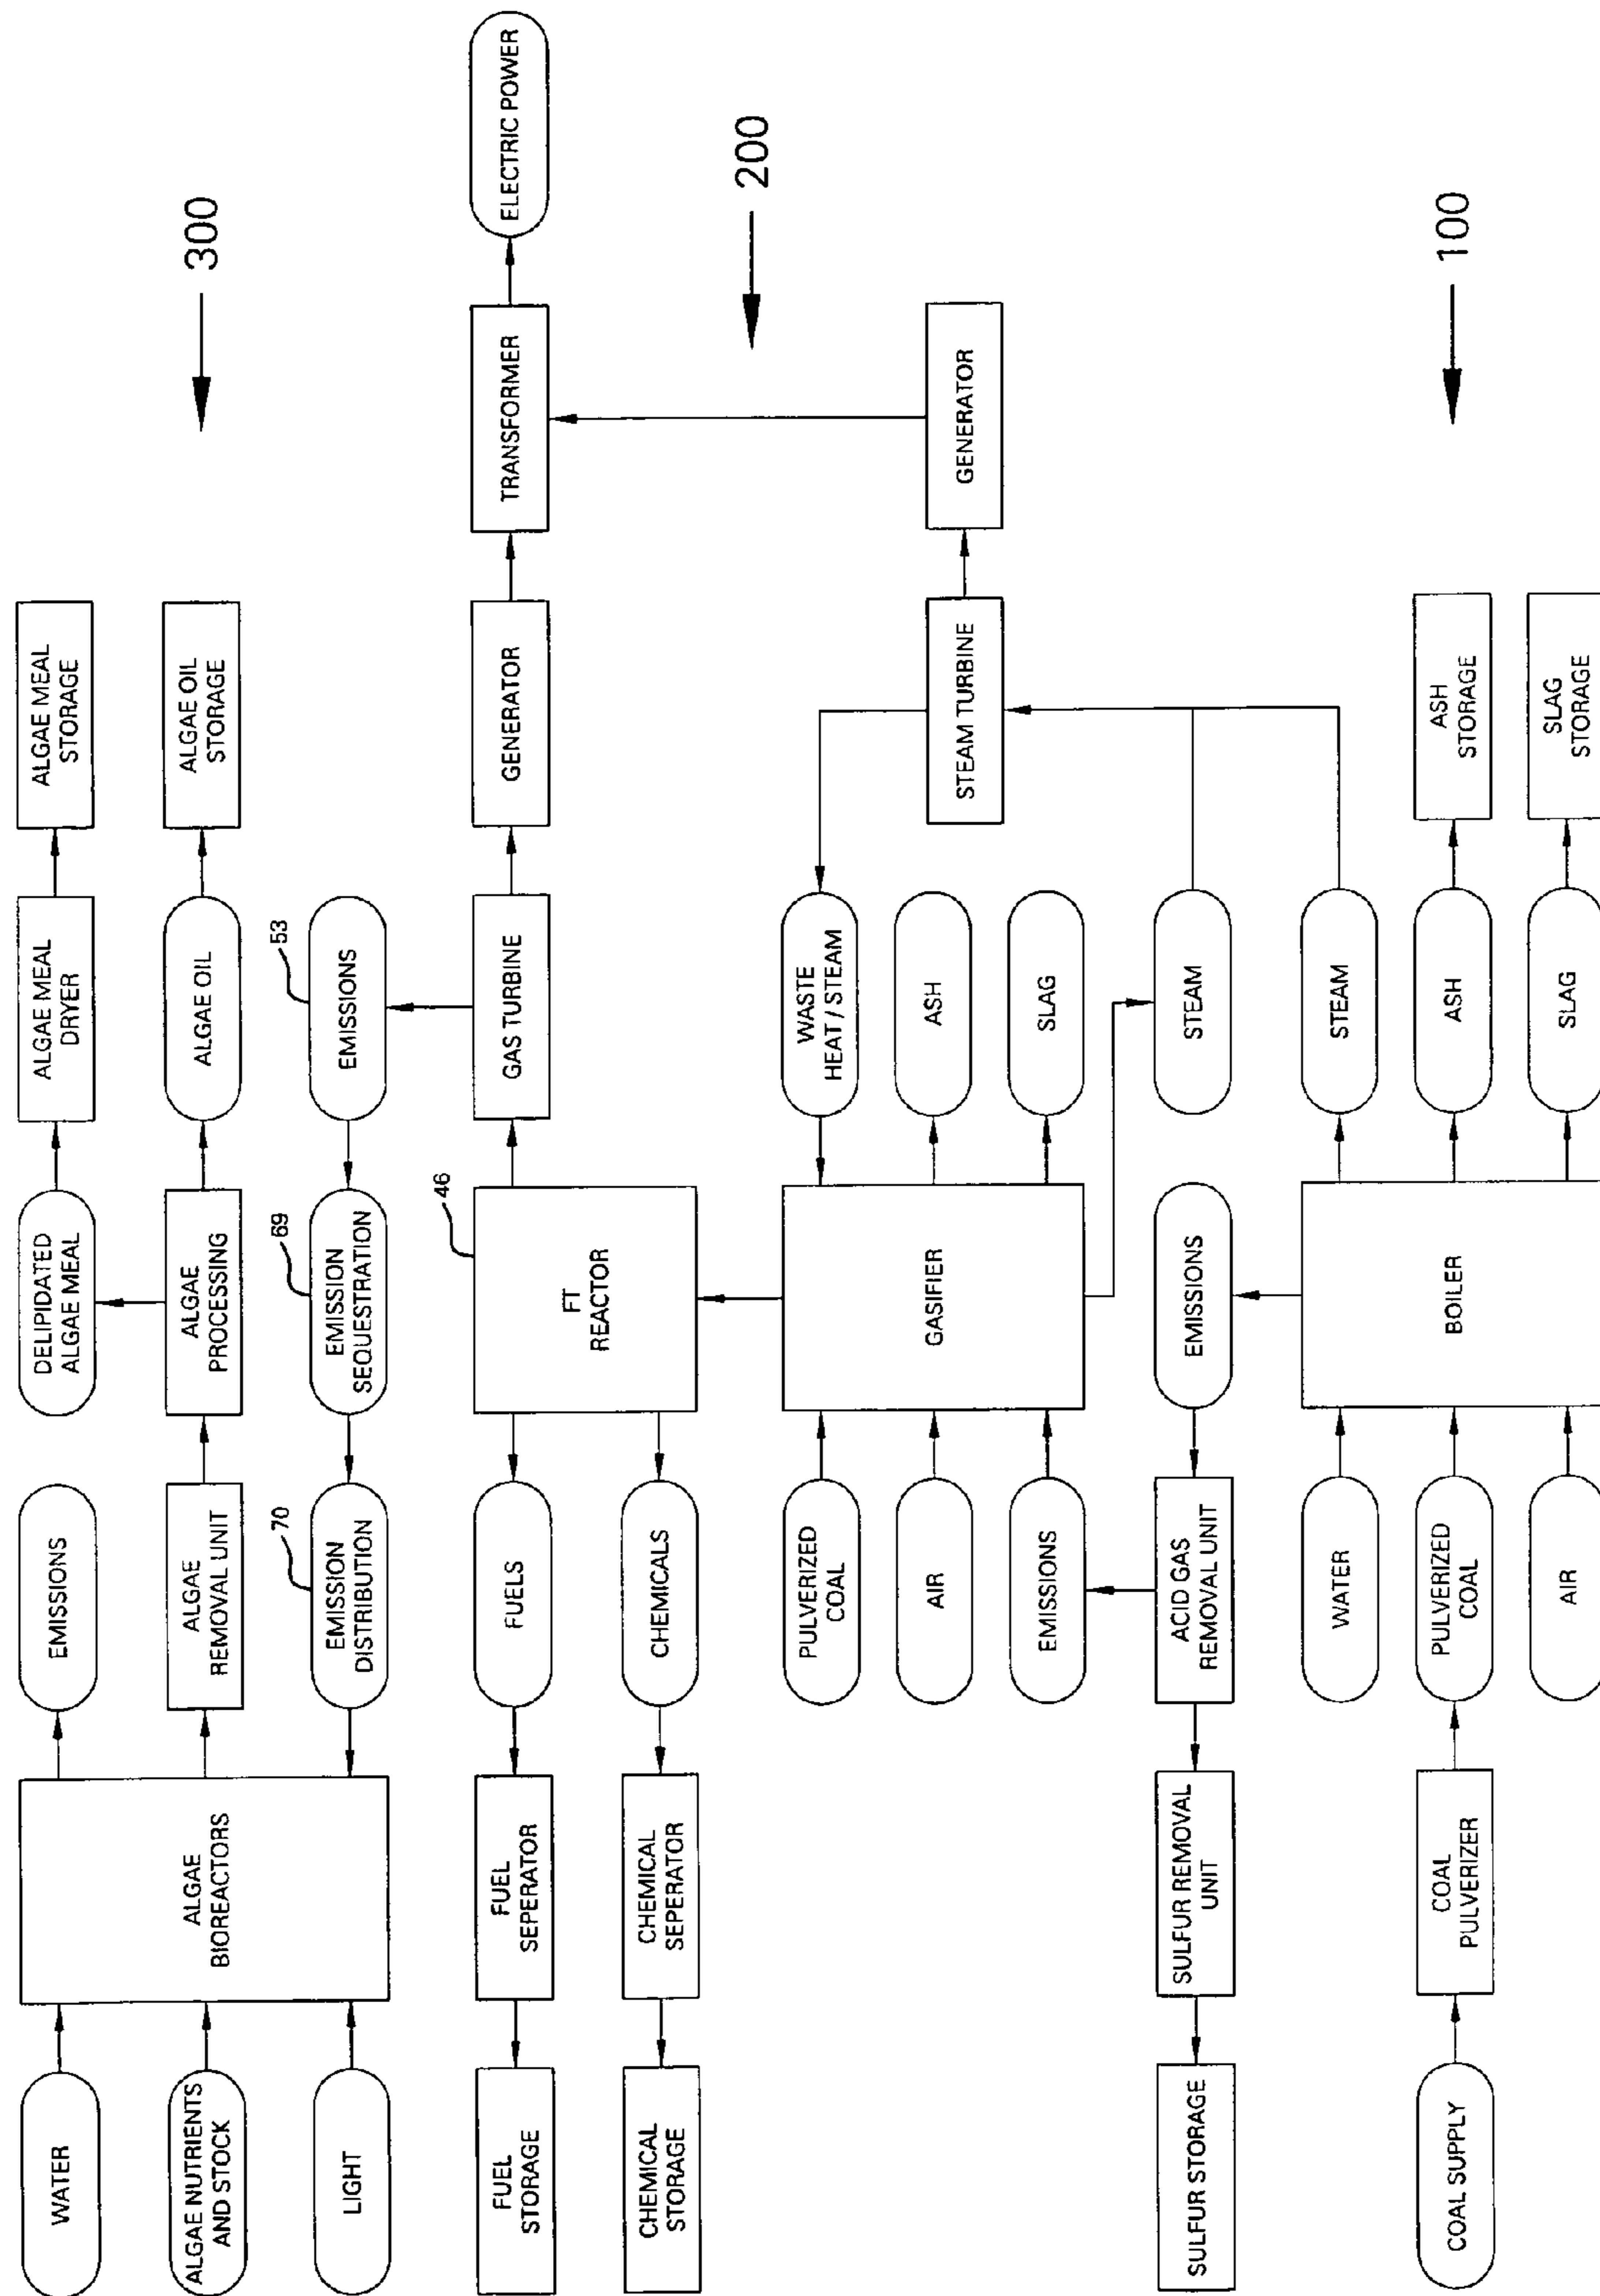 WATER
EMISSIONS
DELIPIDATED
ALGAE MEAL
ALGAE MEAL
DRYER
ALGAE MEAL
STORAGE
ALGAE NUTRIENTS
AND STOCK
ALGAE
BIOREACTORS
ALGAE
REMOVAL UNIT
ALGAE
PROCESSING
ALGAE OIL
ALGAE OIL
STORAGE
300
LIGHT
70
EMISSION
DISTRIBUTION
69
EMISSION
SEQUESTRATION
53
EMISSIONS
46
FUEL
STORAGE
FUEL
SEPERATOR
FUELS
FT
REACTOR
GAS TURBINE
GENERATOR
TRANSFORMER
ELECTRIC POWER
CHEMICAL
STORAGE
CHEMICAL
SEPERATOR
CHEMICALS
200
PULVERIZED
COAL
WASTE
HEAT / STEAM
AIR
GASIFIER
ASH
STEAM TURBINE
GENERATOR
EMISSIONS
SLAG
SULFUR STORAGE
SULFUR REMOVAL
UNIT
ACID GAS
REMOVAL UNIT
EMISSIONS
STEAM
WATER
STEAM
COAL SUPPLY
COAL
PULVERIZER
PULVERIZED
COAL
BOILER
ASH
ASH
STORAGE
100
AIR
SLAG
SLAG
STORAGE